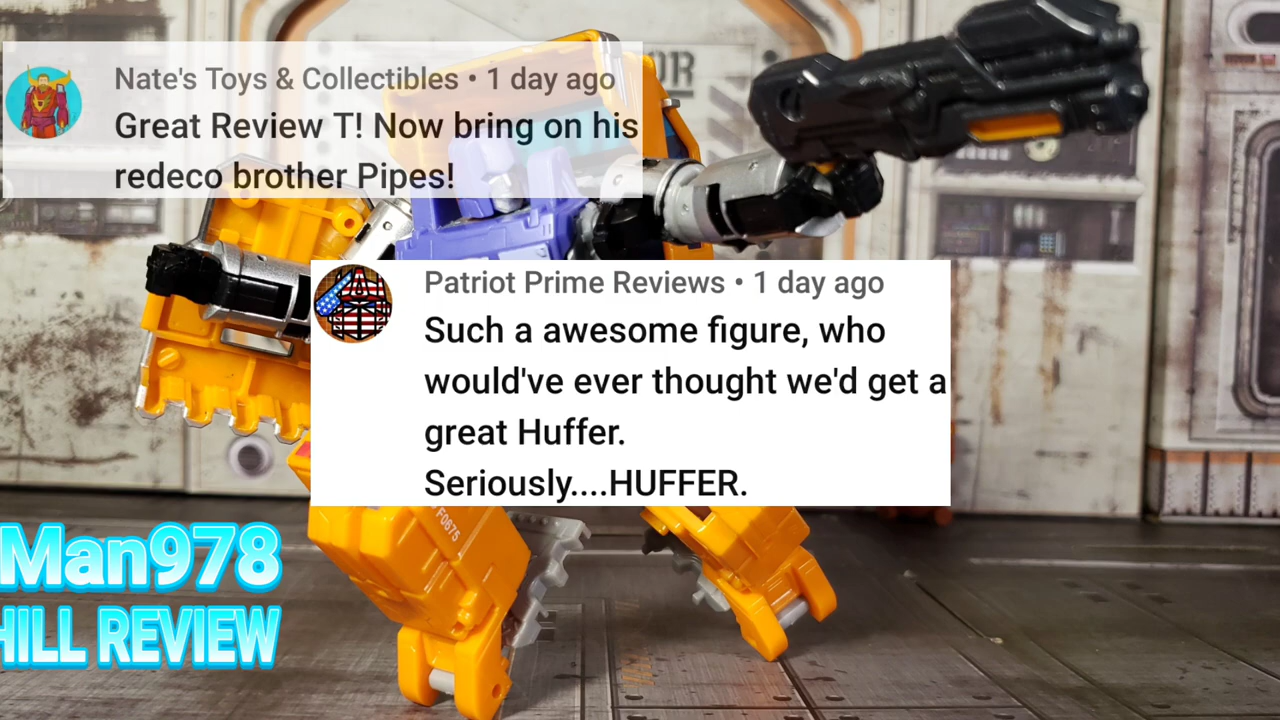 Nate's Toys & Collectibles • 1 day ago
Great Review T! Now bring on his
redeco brother Pipes!
OR
Patriot Prime Reviews • 1 day ago
Such a awesome figure, who
would've ever thought we'd get a
great Huffer.
Seriously....HUFFER.
F0675
Man978
HILL REVIEW